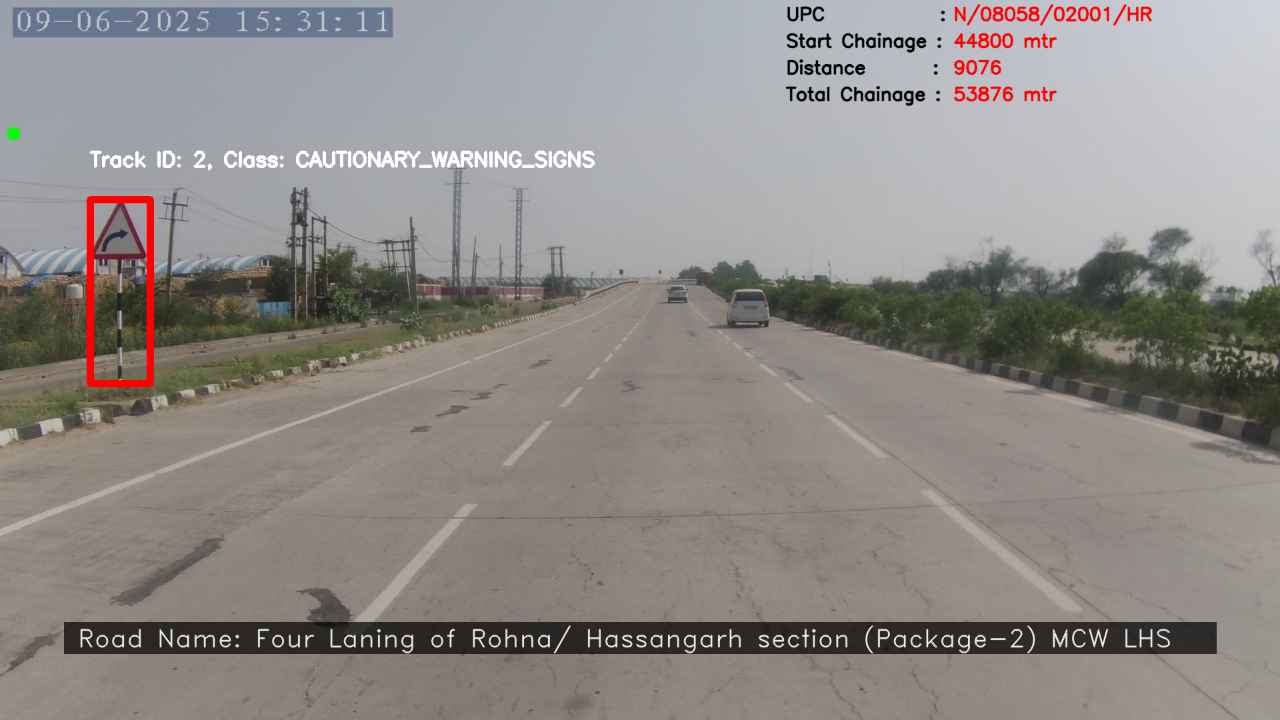 09-06-2025 15:31:11
UPC : N/08058/02001/HR
Start Chainage : 44800 mtr
Distance : 9076
Total Chainage : 53876 mtr
Track ID: 2, Class: CAUTIONARY_WARNING_SIGNS
Road Name: Four Laning of Rohna/ Hassangarh section (Package-2) MCW LHS